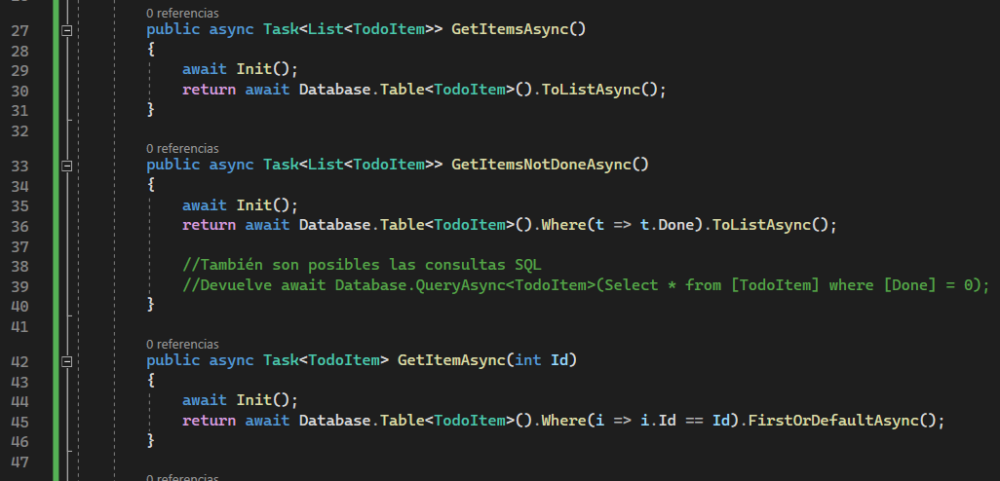 0 referencias
27 public async Task<List<TodoItem>> GetItemsAsync()
28 {
29 await Init();
30 return await Database.Table<TodoItem>().ToListAsync();
31 }
32
0 referencias
33 public async Task<List<TodoItem>> GetItemsNotDoneAsync()
34 {
35 await Init();
36 return await Database.Table<TodoItem>().Where(t => t.Done).ToListAsync();
37
38 //También son posibles las consultas SQL
39 //Devuelve await Database.QueryAsync<TodoItem>(Select * from [TodoItem] where [Done] = 0);
40 }
41
0 referencias
42 public async Task<TodoItem> GetItemAsync(int Id)
43 {
44 await Init();
45 return await Database.Table<TodoItem>().Where(i => i.Id == Id).FirstOrDefaultAsync();
46 }
47
0 referencias